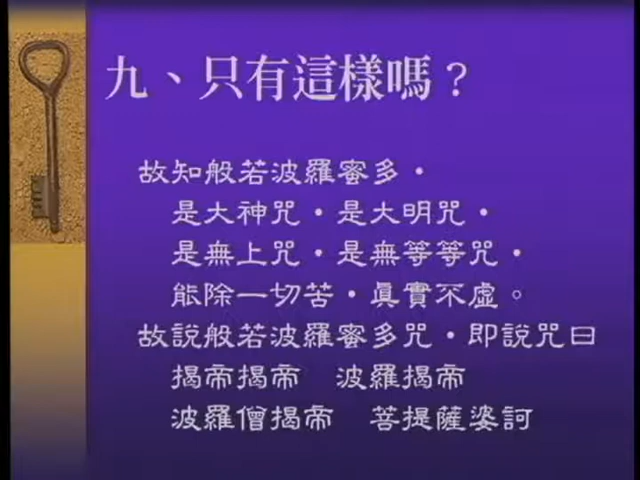 九、只有這樣嗎？
故知般若波羅蜜多・
是大神咒・是大明咒・
是無上咒・是無等等咒・
能除一切苦・真實不虛。
故說般若波羅蜜多咒・即說咒曰
揭帝揭帝　波羅揭帝
波羅僧揭帝　菩提薩婆訶